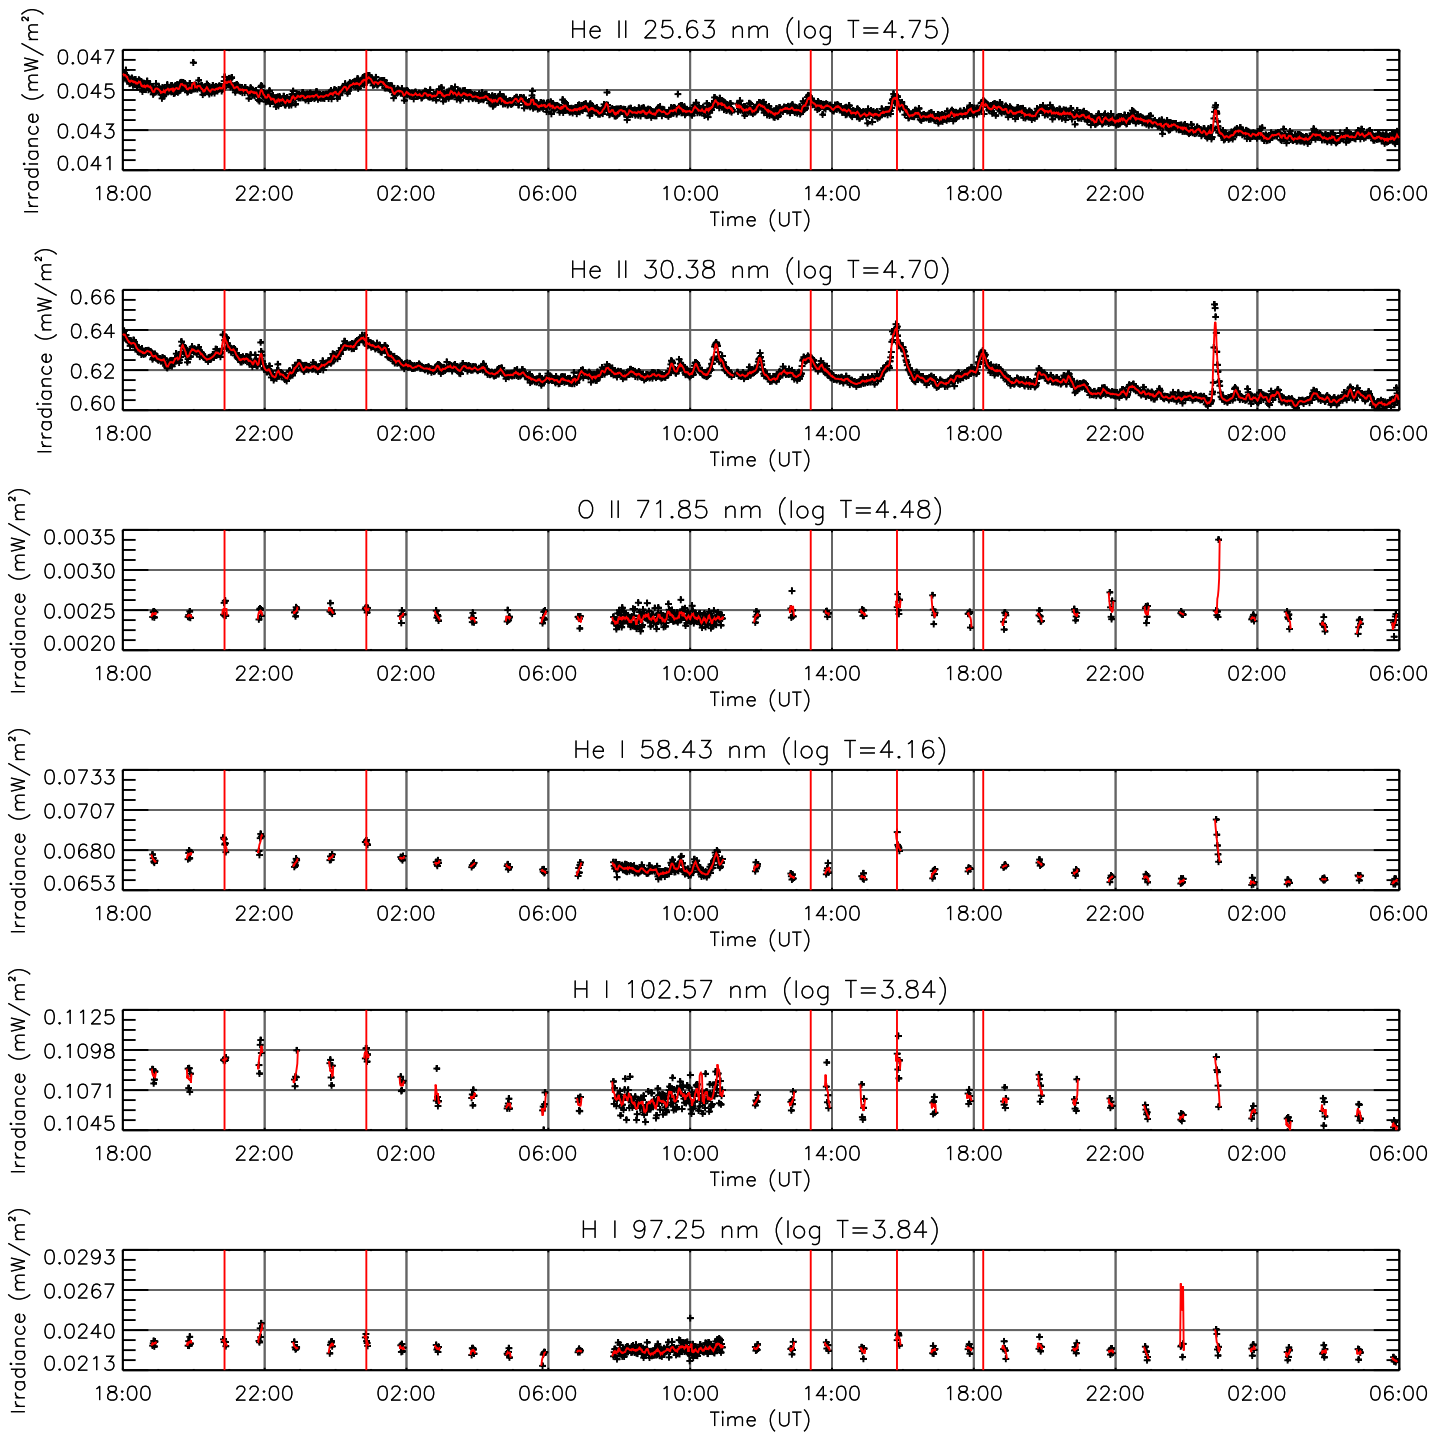 He II 25.63 nm (log T=4.75)
Irradiance (mW/m²)
0.047
0.045
0.043
0.041
18:00 22:00 02:00 06:00 10:00 14:00 18:00 22:00 02:00 06:00
Time (UT)
He II 30.38 nm (log T=4.70)
Irradiance (mW/m²)
0.66
0.64
0.62
0.60
18:00 22:00 02:00 06:00 10:00 14:00 18:00 22:00 02:00 06:00
Time (UT)
O II 71.85 nm (log T=4.48)
Irradiance (mW/m²)
0.0035
0.0030
0.0025
0.0020
18:00 22:00 02:00 06:00 10:00 14:00 18:00 22:00 02:00 06:00
Time (UT)
He I 58.43 nm (log T=4.16)
Irradiance (mW/m²)
0.0733
0.0707
0.0680
0.0653
18:00 22:00 02:00 06:00 10:00 14:00 18:00 22:00 02:00 06:00
Time (UT)
H I 102.57 nm (log T=3.84)
Irradiance (mW/m²)
0.1125
0.1098
0.1071
0.1045
18:00 22:00 02:00 06:00 10:00 14:00 18:00 22:00 02:00 06:00
Time (UT)
H I 97.25 nm (log T=3.84)
Irradiance (mW/m²)
0.0293
0.0267
0.0240
0.0213
18:00 22:00 02:00 06:00 10:00 14:00 18:00 22:00 02:00 06:00
Time (UT)